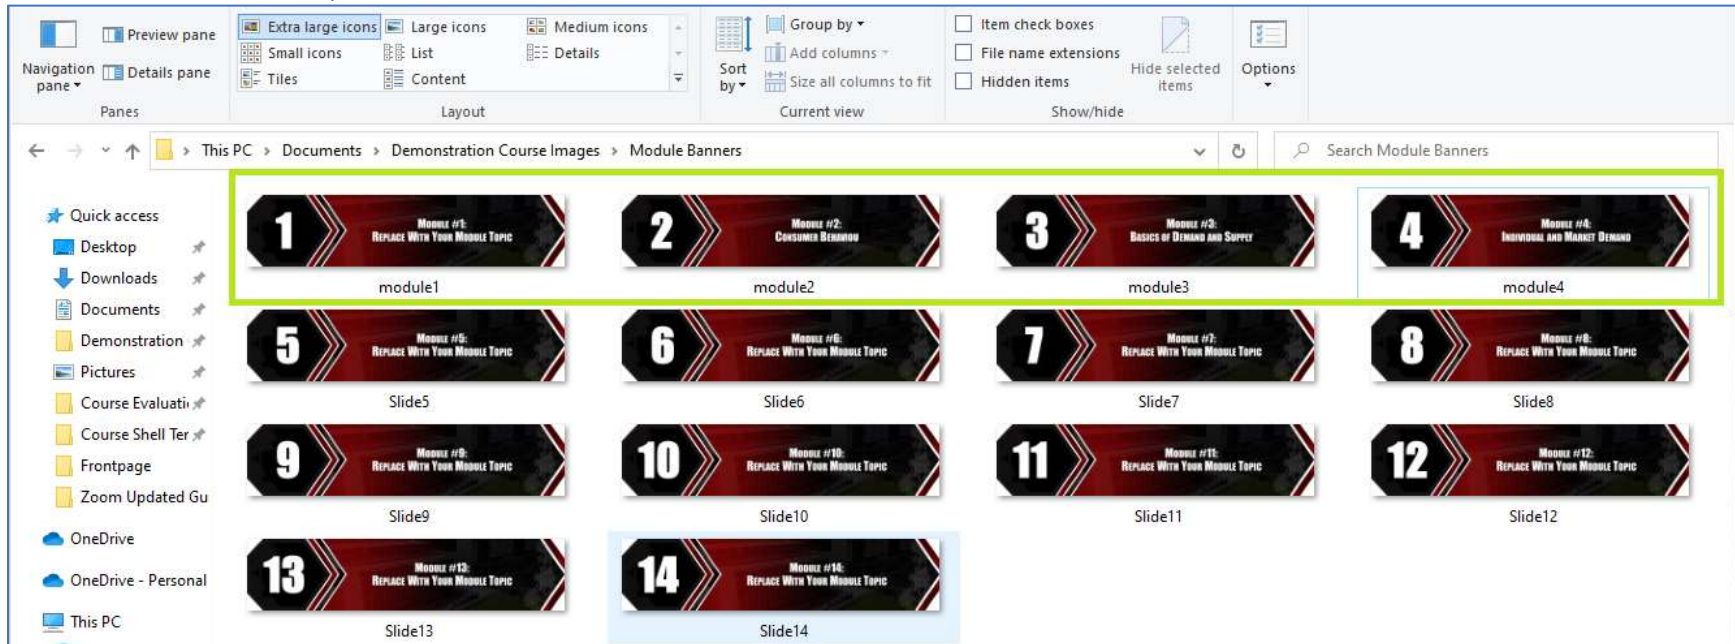 Preview pane
Navigation pane
Details pane
Panes
Extra large icons
Large icons
Medium icons
Small icons
List
Details
Tiles
Content
Layout
Sort by
Group by
Add columns
Size all columns to fit
Current view
Item check boxes
File name extensions
Hidden items
Hide selected items
Show/hide
Options
This PC > Documents > Demonstration Course Images > Module Banners
Search Module Banners
Quick access
Desktop
Downloads
Documents
Demonstration
Pictures
Course Evaluati
Course Shell Ter
Frontpage
Zoom Updated Gu
OneDrive
OneDrive - Personal
This PC
1
Module #1:
Replace With Your Module Topic
module1
2
Module #2:
Consumer Behaviou
module2
3
Module #3:
Basics of Demand and Supply
module3
4
Module #4:
Individual and Market Demand
module4
5
Module #5:
Replace With Your Module Topic
Slide5
6
Module #6:
Replace With Your Module Topic
Slide6
7
Module #7:
Replace With Your Module Topic
Slide7
8
Module #8:
Replace With Your Module Topic
Slide8
9
Module #9:
Replace With Your Module Topic
Slide9
10
Module #10:
Replace With Your Module Topic
Slide10
11
Module #11:
Replace With Your Module Topic
Slide11
12
Module #12:
Replace With Your Module Topic
Slide12
13
Module #13:
Replace With Your Module Topic
Slide13
14
Module #14:
Replace With Your Module Topic
Slide14